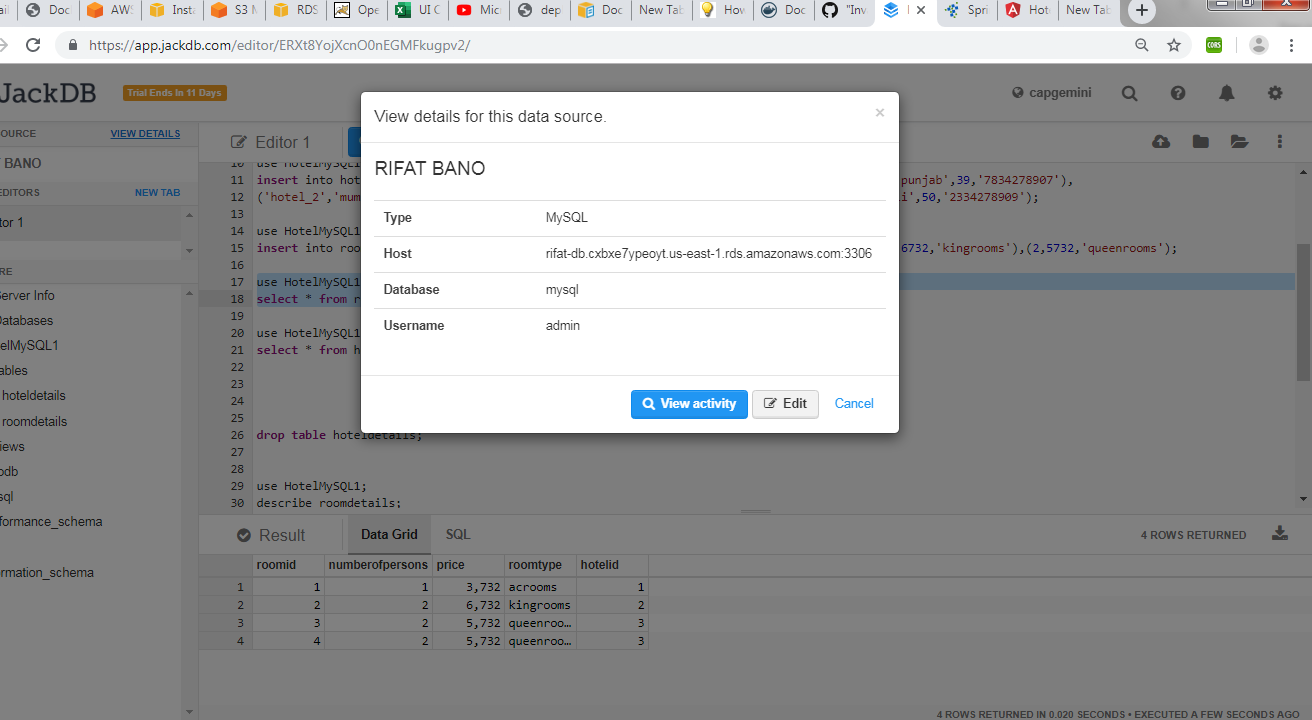 Doc
AWS
Insta
S3 M
RDS
Ope
UI C
Mic
dep
Doc
New Tab
How
Doc
"Inv
Spri
Hot
New Tab
https://app.jackdb.com/editor/ERXt8YojXcnO0nEGMFkugpv2/
JackDB
Trial Ends In 11 Days
capgemini
OURCE VIEW DETAILS
T BANO
EDITORS NEW TAB
tor 1
RE
Server Info
Databases
elMySQL1
ables
hoteldetails
roomdetails
iews
odb
sql
formance_schema
rmation_schema
Editor 1
10 use HotelMySQL1
11 insert into hot punjab',39,'7834278907'),
12 ('hotel_2','mum i',50,'2334278909');
13
14 use HotelMySQL1
15 insert into roo 6732,'kingrooms'),(2,5732,'queenrooms');
16
17 use HotelMySQL1
18 select * from r
19
20 use HotelMySQL1
21 select * from h
22
23
24
25
26 drop table hoteldetails;
27
28
29 use HotelMySQL1;
30 describe roomdetails;
View details for this data source. ×
RIFAT BANO
Type MySQL
Host rifat-db.cxbxe7ypeoyt.us-east-1.rds.amazonaws.com:3306
Database mysql
Username admin
View activity Edit Cancel
Result Data Grid SQL 4 ROWS RETURNED
roomid numberofpersons price roomtype hotelid
1 1 1 3,732 acrooms 1
2 2 2 6,732 kingrooms 2
3 3 2 5,732 queenroo… 3
4 4 2 5,732 queenroo… 3
4 ROWS RETURNED IN 0.020 SECONDS • EXECUTED A FEW SECONDS AGO